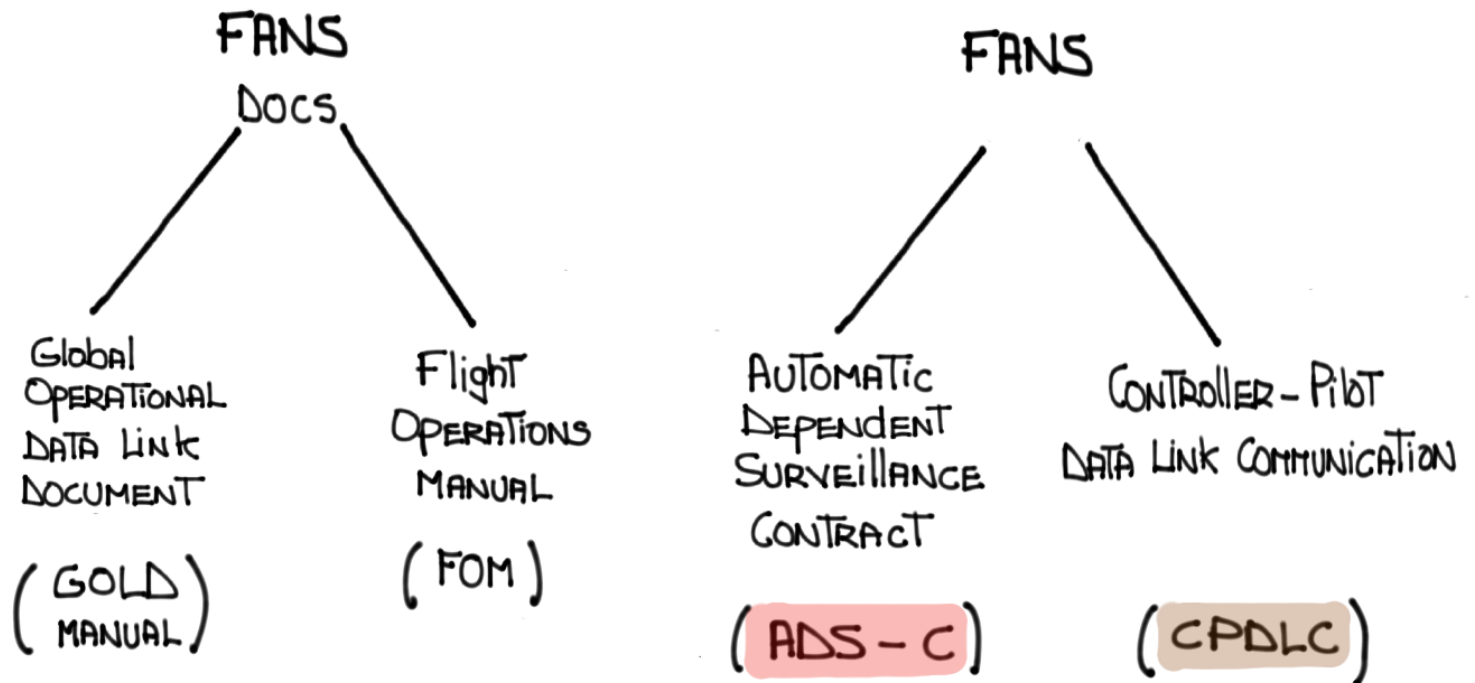 FANS
DOCS
Global
OPERATIONAL
DATA Link
DOCUMENT
(GOLD
MANUAL)
Flight
OPERATIONS
MANUAL
(FOM)
FANS
AUTOMATIC
DEPENDENT
SURVEillANCE
CONTRACT
(ADS-C)
CONTROllER-PiloT
DATA LiNK COMMUNiCATiON
(CPDLC)